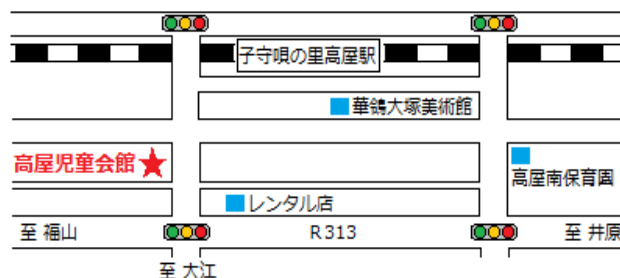 子守唄の里高屋駅
華鴒大塚美術館
高屋児童会館
高屋南保育園
レンタル店
至 福山
R313
至 井原
至 大江